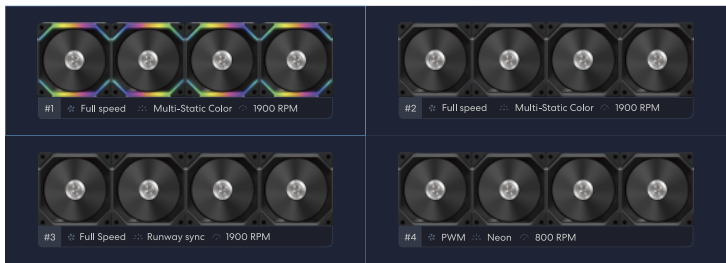 #1 Full speed Multi-Static Color 1900 RPM
#2 Full speed Multi-Static Color 1900 RPM
#3 Full Speed Runway sync 1900 RPM
#4 PWM Neon 800 RPM